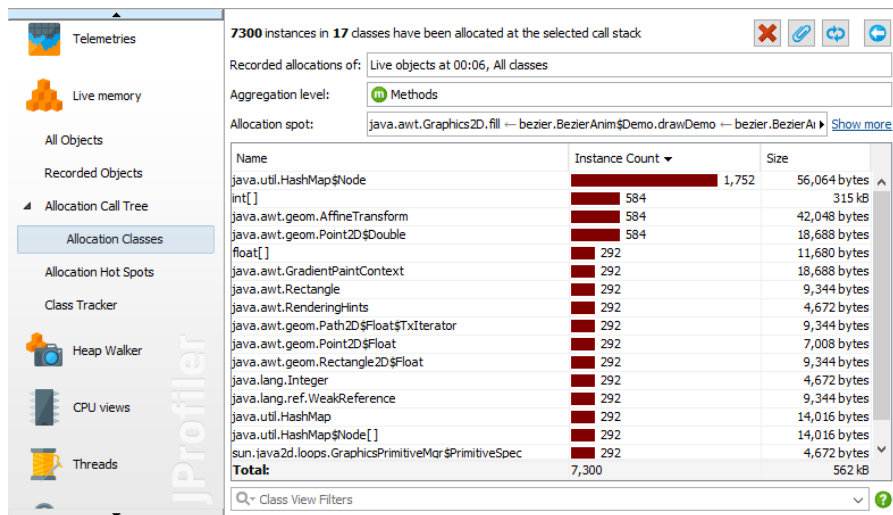 Telemetries
Live memory
All Objects
Recorded Objects
Allocation Call Tree
Allocation Classes
Allocation Hot Spots
Class Tracker
Heap Walker
CPU views
Threads
JProfiler
7300 instances in 17 classes have been allocated at the selected call stack
Recorded allocations of: Live objects at 00:06, All classes
Aggregation level: m Methods
Allocation spot: java.awt.Graphics2D.fill ← bezier.BezierAnim$Demo.drawDemo ← bezier.BezierAı Show more
Name Instance Count Size
java.util.HashMap$Node 1,752 56,064 bytes
int[ ] 584 315 kB
java.awt.geom.AffineTransform 584 42,048 bytes
java.awt.geom.Point2D$Double 584 18,688 bytes
float[ ] 292 11,680 bytes
java.awt.GradientPaintContext 292 18,688 bytes
java.awt.Rectangle 292 9,344 bytes
java.awt.RenderingHints 292 4,672 bytes
java.awt.geom.Path2D$Float$TxIterator 292 9,344 bytes
java.awt.geom.Point2D$Float 292 7,008 bytes
java.awt.geom.Rectangle2D$Float 292 9,344 bytes
java.lang.Integer 292 4,672 bytes
java.lang.ref.WeakReference 292 9,344 bytes
java.util.HashMap 292 14,016 bytes
java.util.HashMap$Node[ ] 292 14,016 bytes
sun.java2d.loops.GraphicsPrimitiveMgr$PrimitiveSpec 292 4,672 bytes
Total: 7,300 562 kB
Class View Filters